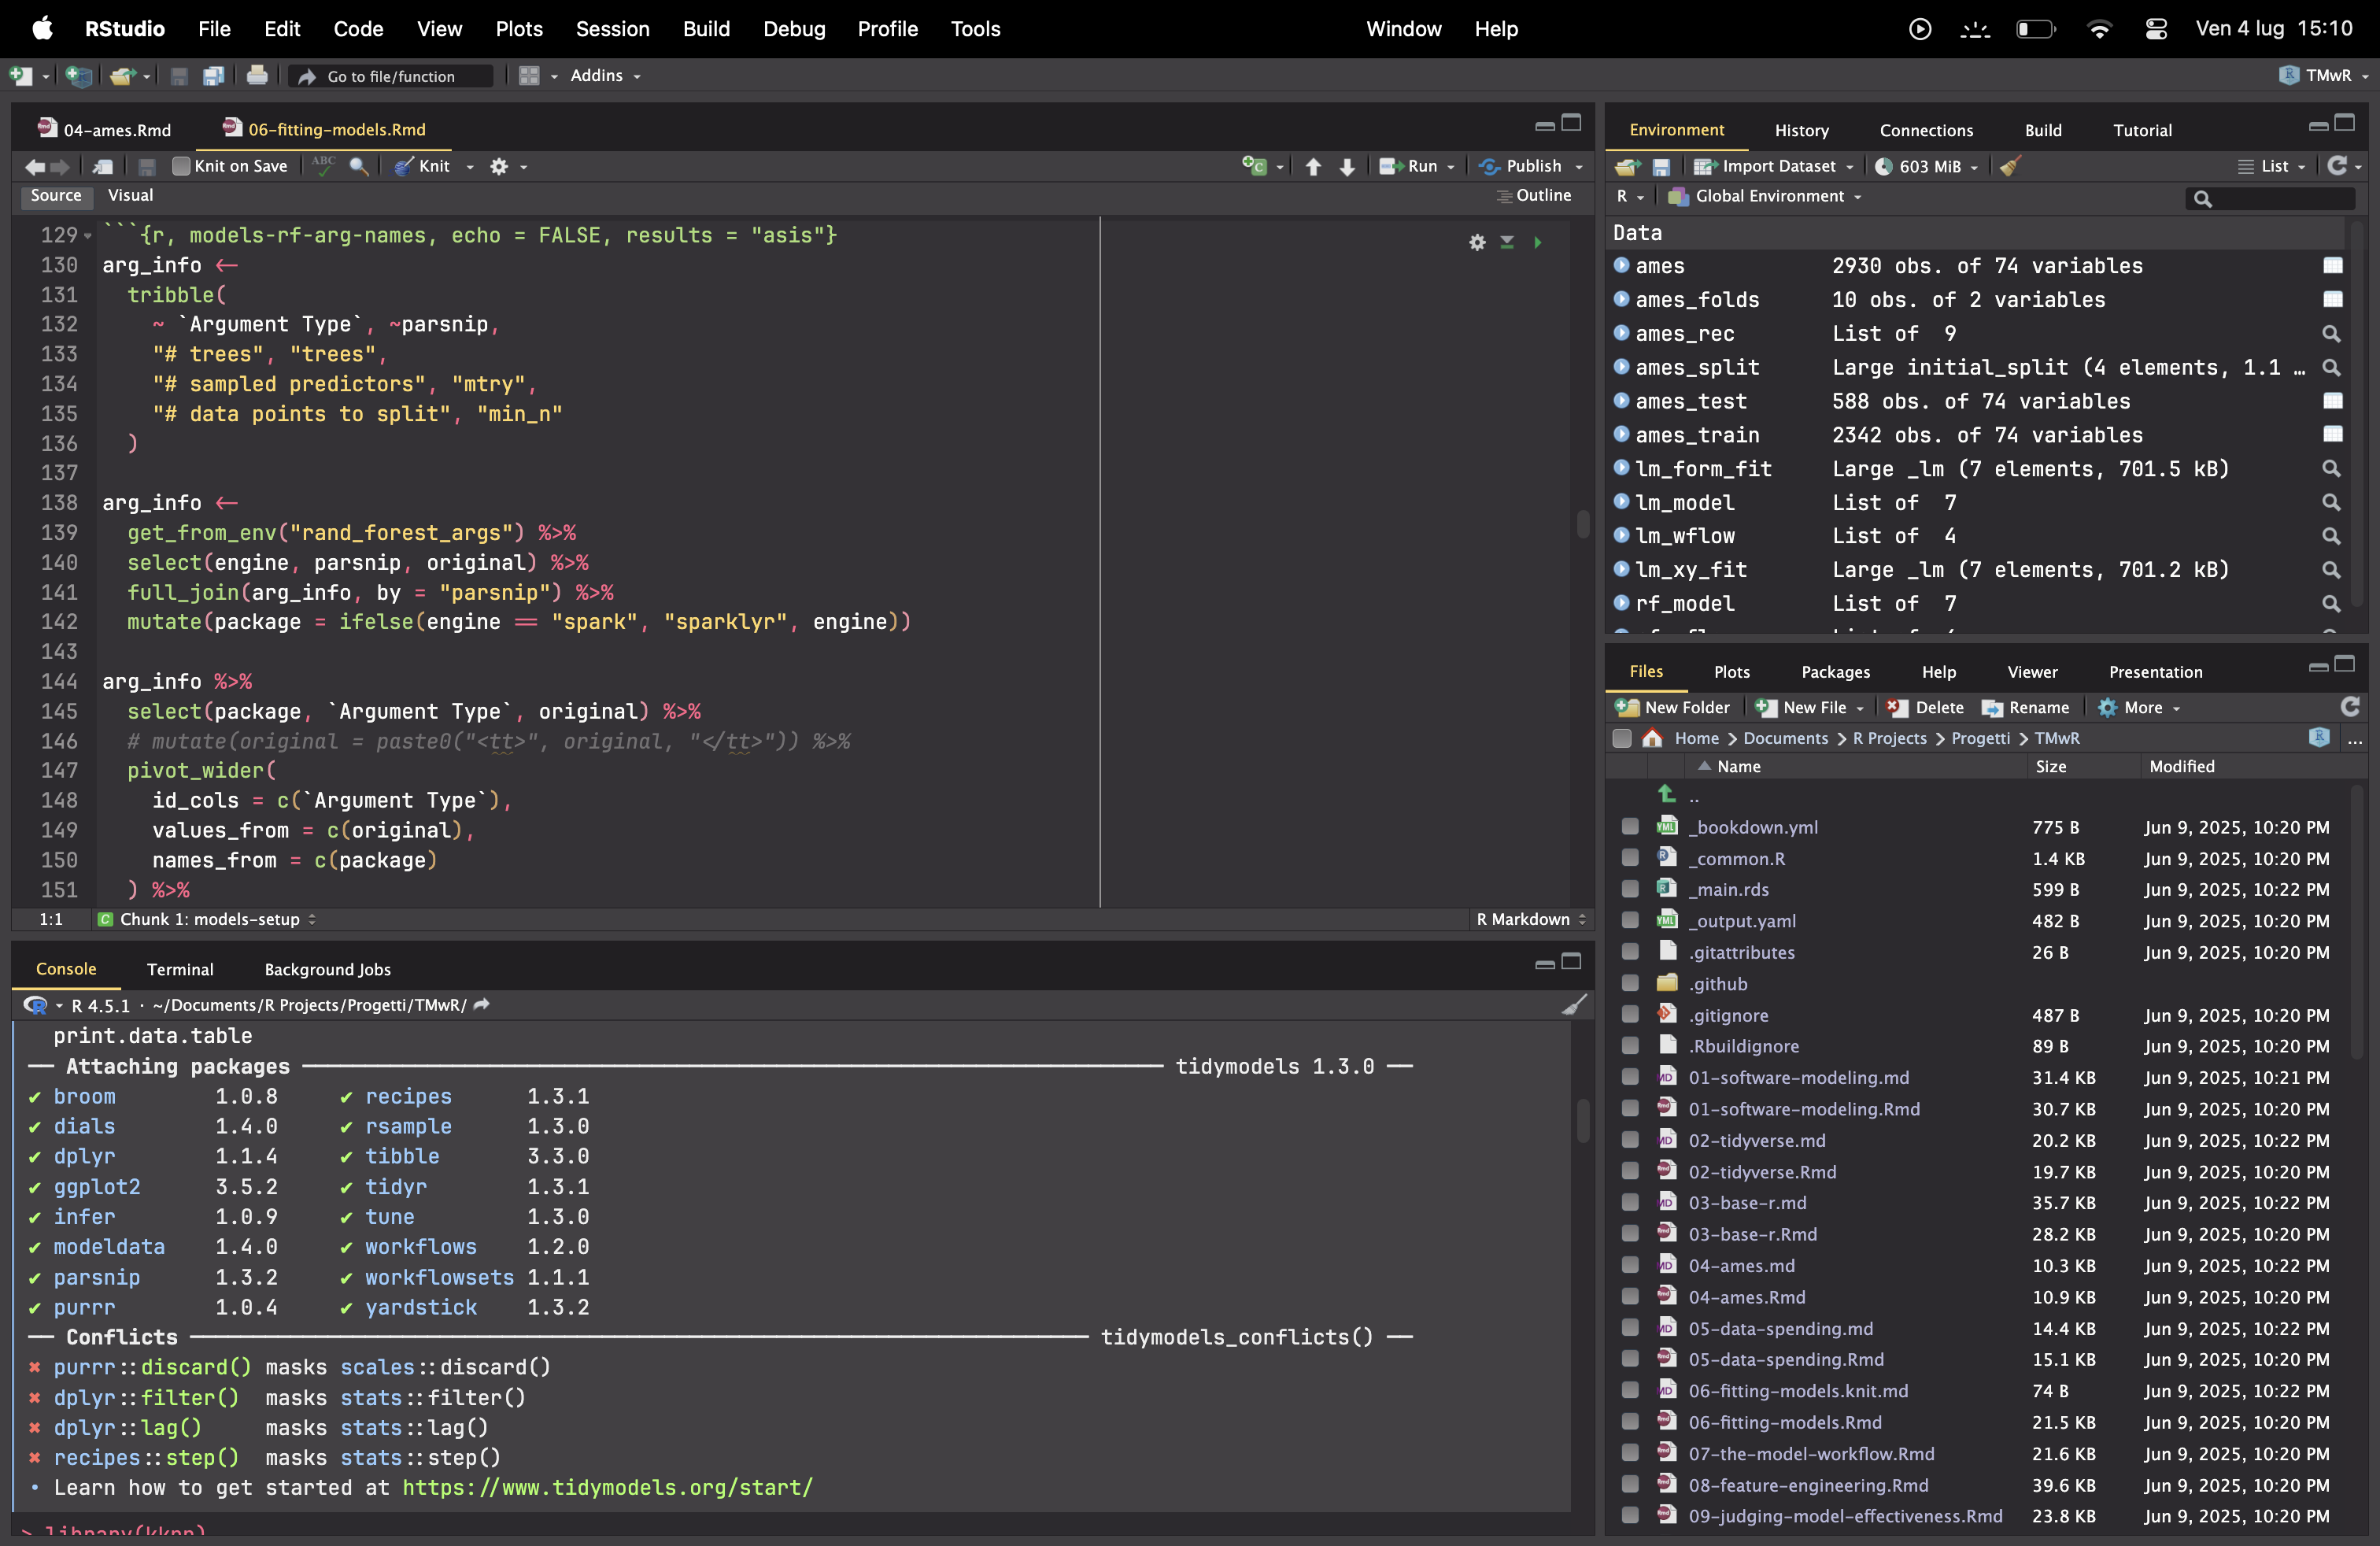 RStudio File Edit Code View Plots Session Build Debug Profile Tools Window Help Ven 4 lug 15:10
Go to file/function Addins TMwR
04-ames.Rmd 06-fitting-models.Rmd
Knit on Save ABC Knit Run Publish
Source Visual Outline
129 ```{r, models-rf-arg-names, echo = FALSE, results = "asis"}
130 arg_info <-
131 tribble(
132 ~ `Argument Type`, ~parsnip,
133 "# trees", "trees",
134 "# sampled predictors", "mtry",
135 "# data points to split", "min_n"
136 )
137
138 arg_info <-
139 get_from_env("rand_forest_args") %>%
140 select(engine, parsnip, original) %>%
141 full_join(arg_info, by = "parsnip") %>%
142 mutate(package = ifelse(engine == "spark", "sparklyr", engine))
143
144 arg_info %>%
145 select(package, `Argument Type`, original) %>%
146 # mutate(original = paste0("<tt>", original, "</tt>")) %>%
147 pivot_wider(
148 id_cols = c(`Argument Type`),
149 values_from = c(original),
150 names_from = c(package)
151 ) %>%
1:1 C Chunk 1: models-setup R Markdown
Console Terminal Background Jobs
R 4.5.1 · ~/Documents/R Projects/Progetti/TMwR/
print.data.table
── Attaching packages ── tidymodels 1.3.0 ──
✔ broom 1.0.8 ✔ recipes 1.3.1
✔ dials 1.4.0 ✔ rsample 1.3.0
✔ dplyr 1.1.4 ✔ tibble 3.3.0
✔ ggplot2 3.5.2 ✔ tidyr 1.3.1
✔ infer 1.0.9 ✔ tune 1.3.0
✔ modeldata 1.4.0 ✔ workflows 1.2.0
✔ parsnip 1.3.2 ✔ workflowsets 1.1.1
✔ purrr 1.0.4 ✔ yardstick 1.3.2
── Conflicts ── tidymodels_conflicts() ──
✖ purrr::discard() masks scales::discard()
✖ dplyr::filter() masks stats::filter()
✖ dplyr::lag() masks stats::lag()
✖ recipes::step() masks stats::step()
• Learn how to get started at https://www.tidymodels.org/start/
> library(kknn)
Environment History Connections Build Tutorial
Import Dataset 603 MiB List
R Global Environment
Data
ames 2930 obs. of 74 variables
ames_folds 10 obs. of 2 variables
ames_rec List of 9
ames_split Large initial_split (4 elements, 1.1 …
ames_test 588 obs. of 74 variables
ames_train 2342 obs. of 74 variables
lm_form_fit Large _lm (7 elements, 701.5 kB)
lm_model List of 7
lm_wflow List of 4
lm_xy_fit Large _lm (7 elements, 701.2 kB)
rf_model List of 7
Files Plots Packages Help Viewer Presentation
New Folder New File Delete Rename More
Home Documents R Projects Progetti TMwR ...
Name Size Modified
..
_bookdown.yml 775 B Jun 9, 2025, 10:20 PM
_common.R 1.4 KB Jun 9, 2025, 10:20 PM
_main.rds 599 B Jun 9, 2025, 10:22 PM
_output.yaml 482 B Jun 9, 2025, 10:20 PM
.gitattributes 26 B Jun 9, 2025, 10:20 PM
.github
.gitignore 487 B Jun 9, 2025, 10:20 PM
.Rbuildignore 89 B Jun 9, 2025, 10:20 PM
01-software-modeling.md 31.4 KB Jun 9, 2025, 10:21 PM
01-software-modeling.Rmd 30.7 KB Jun 9, 2025, 10:20 PM
02-tidyverse.md 20.2 KB Jun 9, 2025, 10:22 PM
02-tidyverse.Rmd 19.7 KB Jun 9, 2025, 10:20 PM
03-base-r.md 35.7 KB Jun 9, 2025, 10:22 PM
03-base-r.Rmd 28.2 KB Jun 9, 2025, 10:20 PM
04-ames.md 10.3 KB Jun 9, 2025, 10:22 PM
04-ames.Rmd 10.9 KB Jun 9, 2025, 10:20 PM
05-data-spending.md 14.4 KB Jun 9, 2025, 10:22 PM
05-data-spending.Rmd 15.1 KB Jun 9, 2025, 10:20 PM
06-fitting-models.knit.md 74 B Jun 9, 2025, 10:22 PM
06-fitting-models.Rmd 21.5 KB Jun 9, 2025, 10:20 PM
07-the-model-workflow.Rmd 21.6 KB Jun 9, 2025, 10:20 PM
08-feature-engineering.Rmd 39.6 KB Jun 9, 2025, 10:20 PM
09-judging-model-effectiveness.Rmd 23.8 KB Jun 9, 2025, 10:20 PM